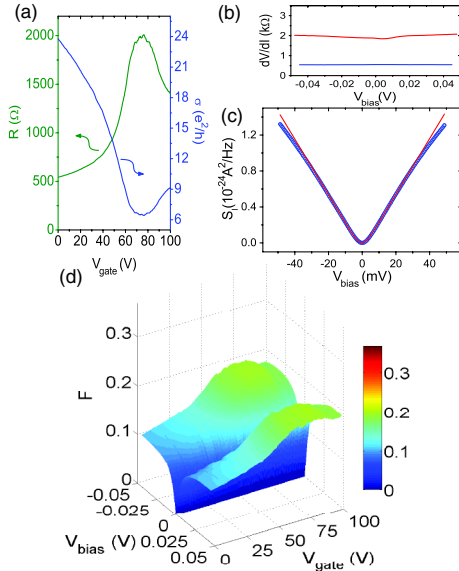 (a)
R (Ω)
2000
1500
1000
500
0
0 20 40 60 80 100
V_gate (V)
24
21
18
15
12
9
6
σ (e²/h)
(b)
dV/dI (kΩ)
3
2
1
0
-0.04 -0.02 0.00 0.02 0.04
V_bias (V)
(c)
S_I(10⁻²⁴A²/Hz)
1.2
0.8
0.4
0.0
-40 -20 0 20 40
V_bias (mV)
(d)
F
0.3
0.2
0.1
0
-0.05
-0.025
0
0.025
0.05
V_bias (V)
0
25
50
75
100
V_gate (V)
0.3
0.2
0.1
0